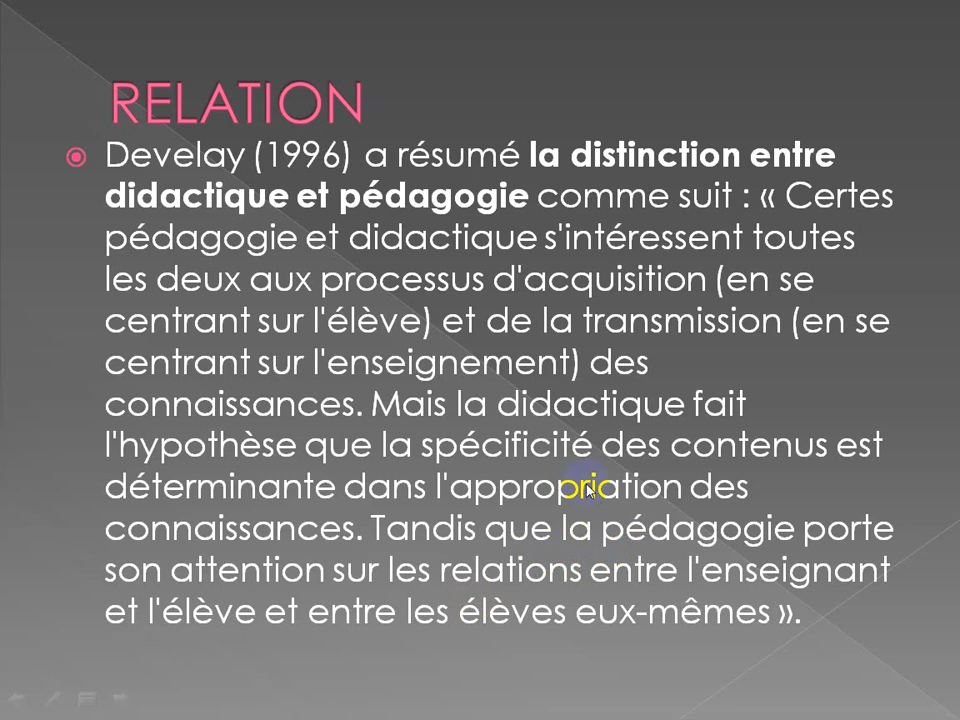 RELATION
Develay (1996) a résumé la distinction entre
didactique et pédagogie comme suit : « Certes
pédagogie et didactique s'intéressent toutes
les deux aux processus d'acquisition (en se
centrant sur l'élève) et de la transmission (en se
centrant sur l'enseignement) des
connaissances. Mais la didactique fait
l'hypothèse que la spécificité des contenus est
déterminante dans l'appropriation des
connaissances. Tandis que la pédagogie porte
son attention sur les relations entre l'enseignant
et l'élève et entre les élèves eux-mêmes ».